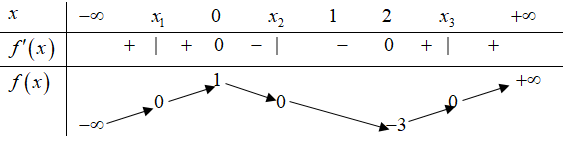 x −∞ x₁ 0 x₂ 1 2 x₃ +∞
f′(x) + | + 0 − | − 0 + | +
f(x) −∞ 0 1 0 −3 0 +∞